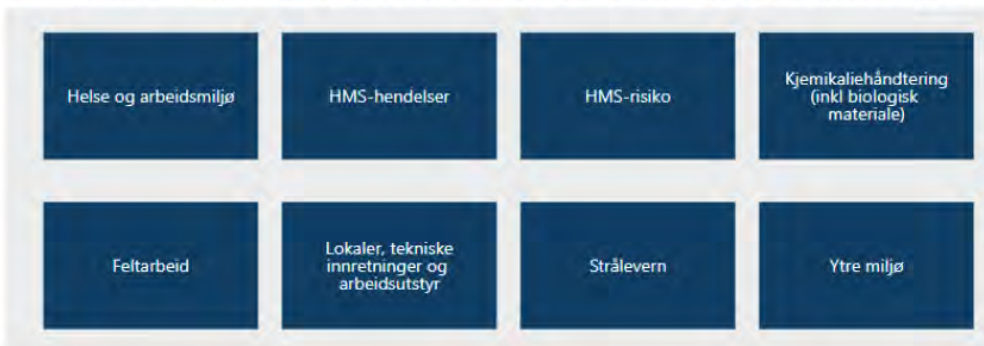 Helse og arbeidsmiljø
HMS-hendelser
HMS-risiko
Kjemikaliehåndtering
(inkl biologisk
materiale)
Feltarbeid
Lokaler, tekniske
innretninger og
arbeidsutstyr
Strålevern
Ytre miljø